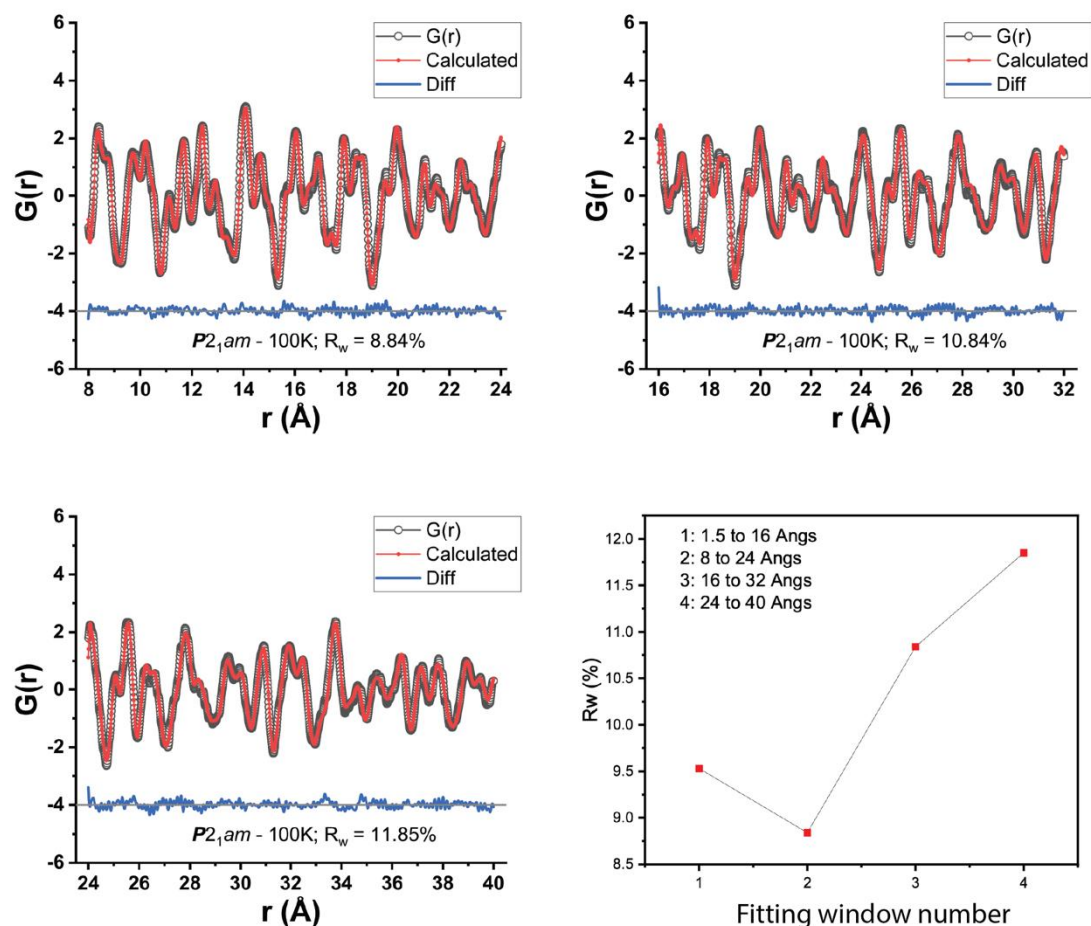 6
4
2
0
-2
-4
-6
G(r)
G(r)
Calculated
Diff
P2₁am - 100K; Rw = 8.84%
8 10 12 14 16 18 20 22 24
r (Å)
6
4
2
0
-2
-4
-6
G(r)
G(r)
Calculated
Diff
P2₁am - 100K; Rw = 10.84%
16 18 20 22 24 26 28 30 32
r (Å)
6
4
2
0
-2
-4
-6
G(r)
G(r)
Calculated
Diff
P2₁am - 100K; Rw = 11.85%
24 26 28 30 32 34 36 38 40
r (Å)
12.0
11.5
11.0
10.5
10.0
9.5
9.0
8.5
Rw (%)
1: 1.5 to 16 Angs
2: 8 to 24 Angs
3: 16 to 32 Angs
4: 24 to 40 Angs
1 2 3 4
Fitting window number